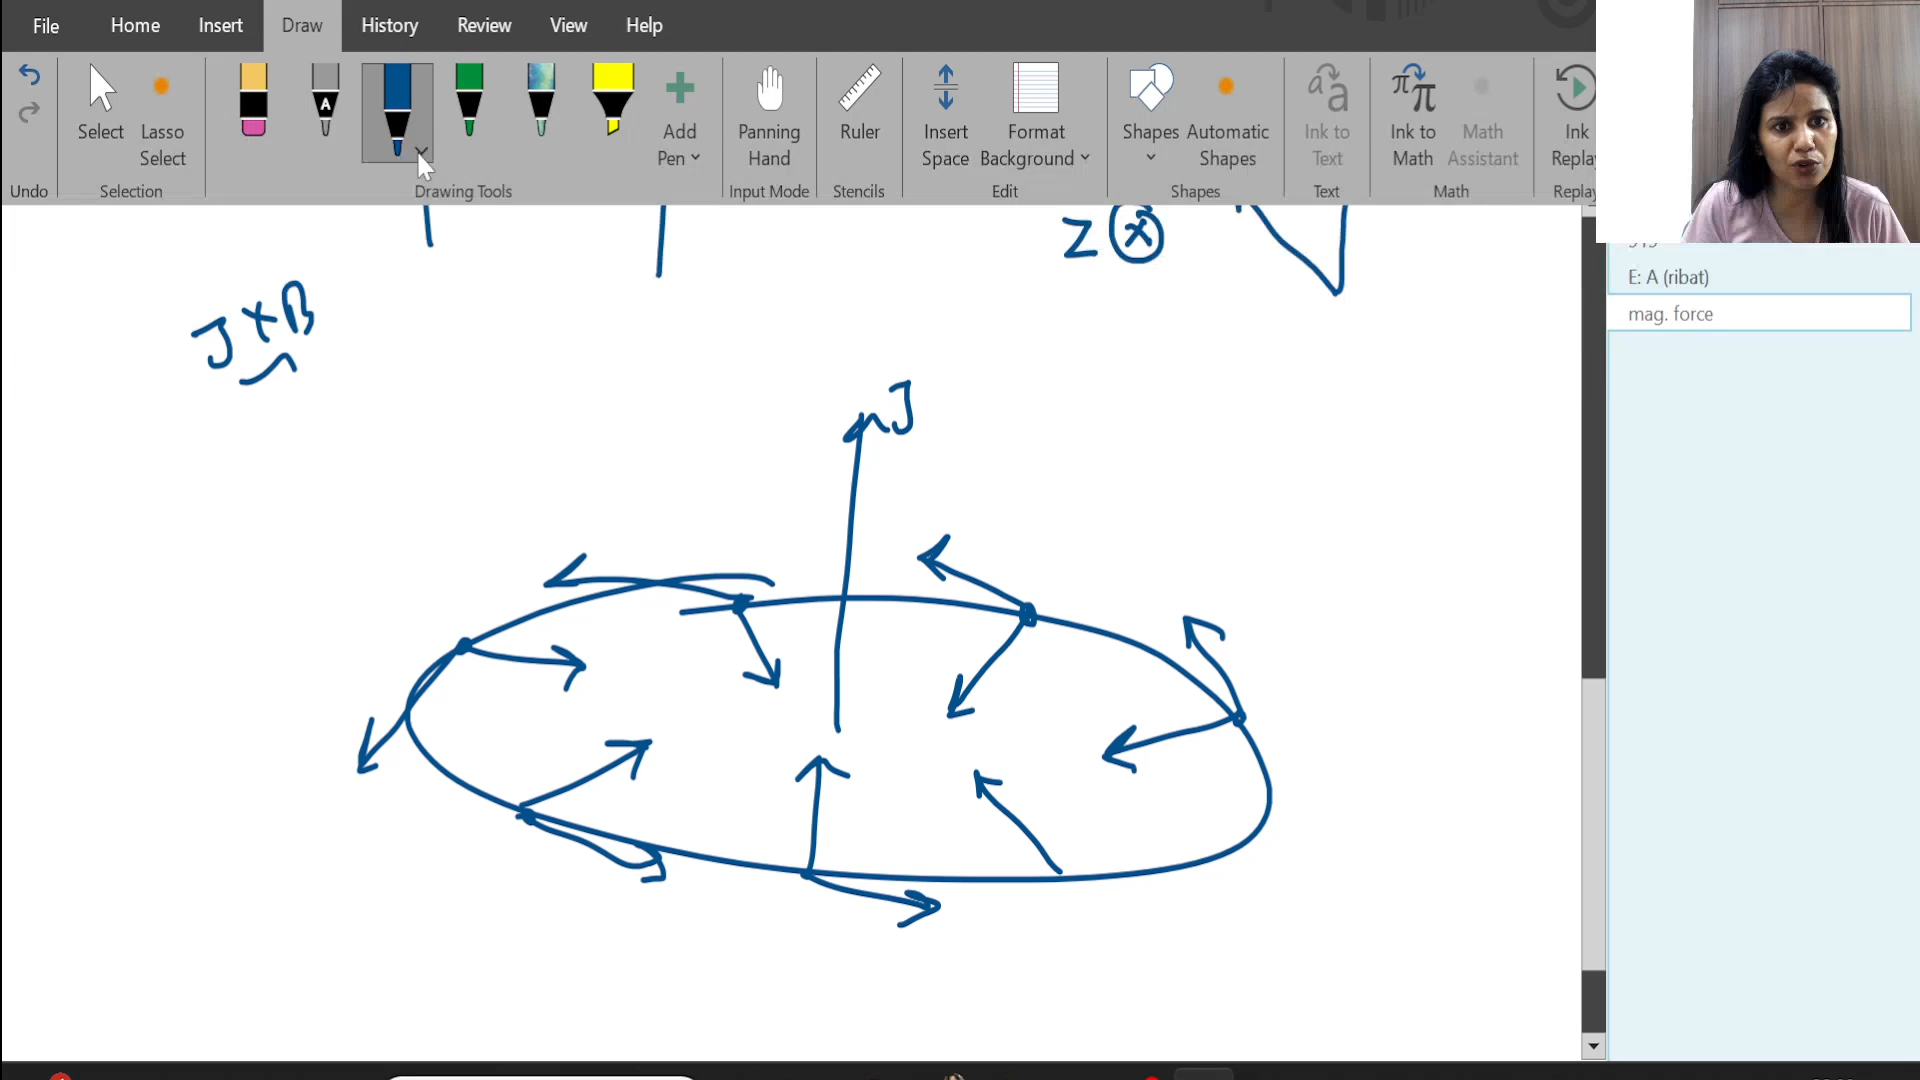 File Home Insert Draw History Review View Help
Select
Lasso Select
Add Pen
Panning Hand
Ruler
Insert Space
Format Background
Shapes
Automatic Shapes
Ink to Text
Ink to Math
Math Assistant
Ink Replay
Undo Selection Drawing Tools Input Mode Stencils Edit Shapes Text Math Replay
E: A (ribat)
mag. force
Z x
J x B
J